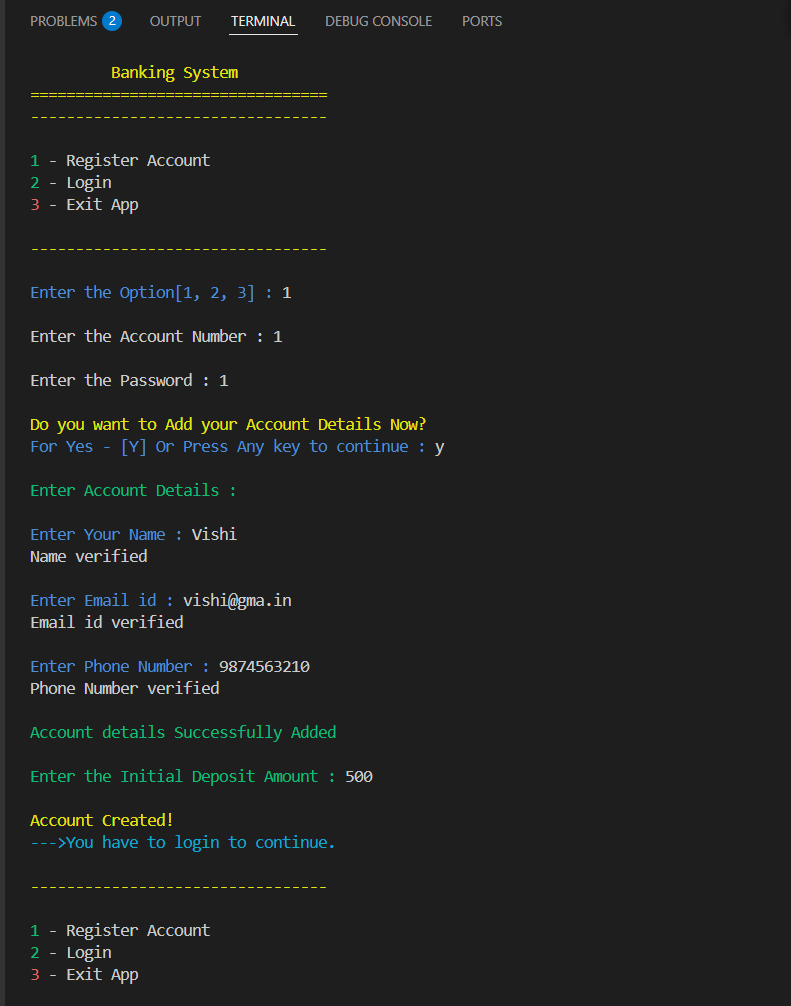 PROBLEMS 2 OUTPUT TERMINAL DEBUG CONSOLE PORTS
Banking System
=================================
---------------------------------
1 - Register Account
2 - Login
3 - Exit App
---------------------------------
Enter the Option[1, 2, 3] : 1
Enter the Account Number : 1
Enter the Password : 1
Do you want to Add your Account Details Now?
For Yes - [Y] Or Press Any key to continue : y
Enter Account Details :
Enter Your Name : Vishi
Name verified
Enter Email id : vishi@gma.in
Email id verified
Enter Phone Number : 9874563210
Phone Number verified
Account details Successfully Added
Enter the Initial Deposit Amount : 500
Account Created!
--->You have to login to continue.
---------------------------------
1 - Register Account
2 - Login
3 - Exit App